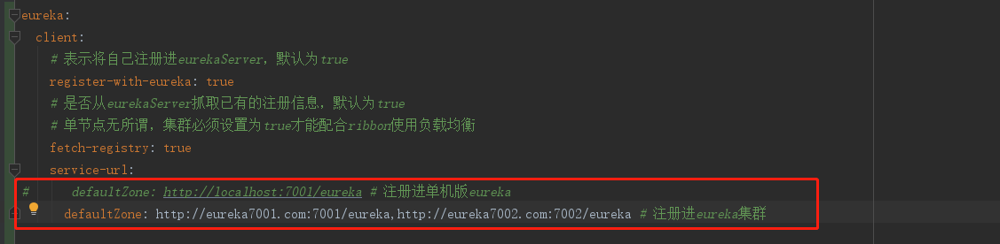 eureka:
client:
# 表示将自己注册进eurekaServer，默认为true
register-with-eureka: true
# 是否从eurekaServer抓取已有的注册信息，默认为true
# 单节点无所谓，集群必须设置为true才能配合ribbon使用负载均衡
fetch-registry: true
service-url:
# defaultZone: http://localhost:7001/eureka # 注册进单机版eureka
defaultZone: http://eureka7001.com:7001/eureka,http://eureka7002.com:7002/eureka # 注册进eureka集群